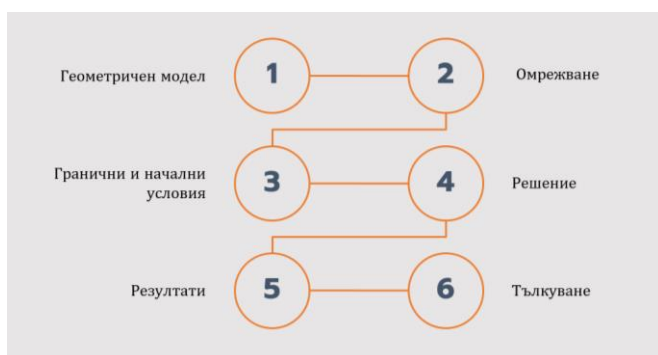 Геометричен модел
1
2
Омрежване
Гранични и начални
условия
3
4
Решение
Резултати
5
6
Тълкуване